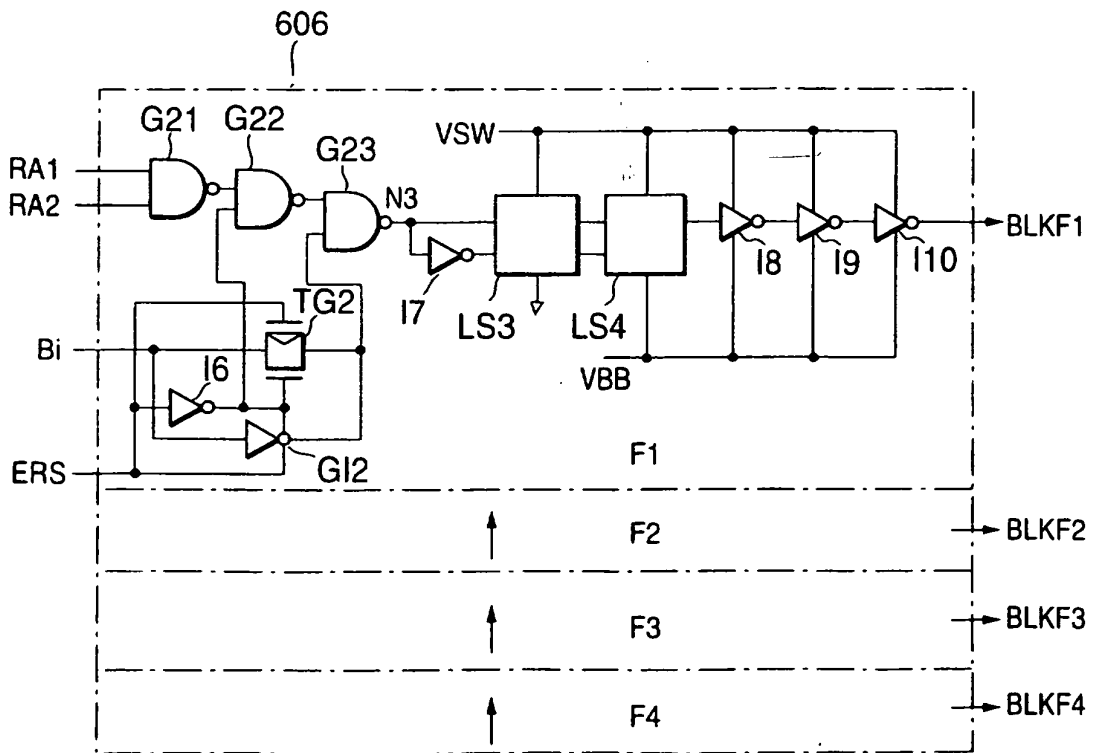 606
G21
G22
G23
RA1
RA2
N3
VSW
BLKF1
I7
LS3
LS4
I8
I9
I10
TG2
Bi
I6
VBB
ERS
GI2
F1
F2
BLKF2
F3
BLKF3
F4
BLKF4